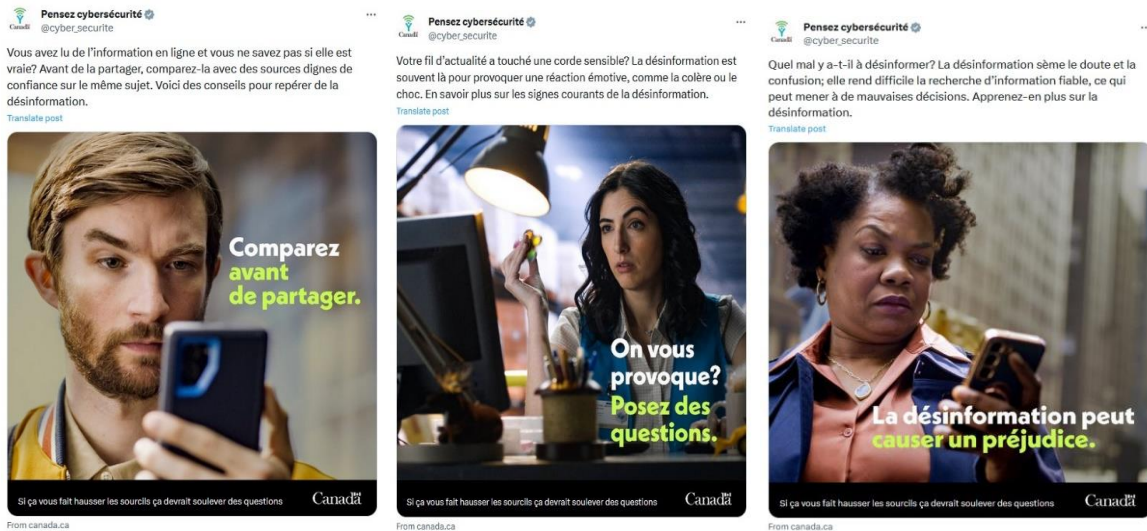 Pensez cybersécurité
@cyber_securite
Canada
Vous avez lu de l'information en ligne et vous ne savez pas si elle est
vraie? Avant de la partager, comparez-la avec des sources dignes de
confiance sur le même sujet. Voici des conseils pour repérer de la
désinformation.
Translate post
Comparez
avant
de partager.
Si ça vous fait hausser les sourcils ça devrait soulever des questions
Canada
From canada.ca
Pensez cybersécurité
@cyber_securite
Canada
Votre fil d'actualité a touché une corde sensible? La désinformation est
souvent là pour provoquer une réaction émotive, comme la colère ou le
choc. En savoir plus sur les signes courants de la désinformation.
Translate post
On vous
provoque?
Posez des
questions.
Si ça vous fait hausser les sourcils ça devrait soulever des questions
Canada
From canada.ca
Pensez cybersécurité
@cyber_securite
Canada
Quel mal y a-t-il à désinformer? La désinformation sème le doute et la
confusion; elle rend difficile la recherche d'information fiable, ce qui
peut mener à de mauvaises décisions. Apprenez-en plus sur la
désinformation.
Translate post
La désinformation peut
causer un préjudice.
Si ça vous fait hausser les sourcils ça devrait soulever des questions
Canada
From canada.ca